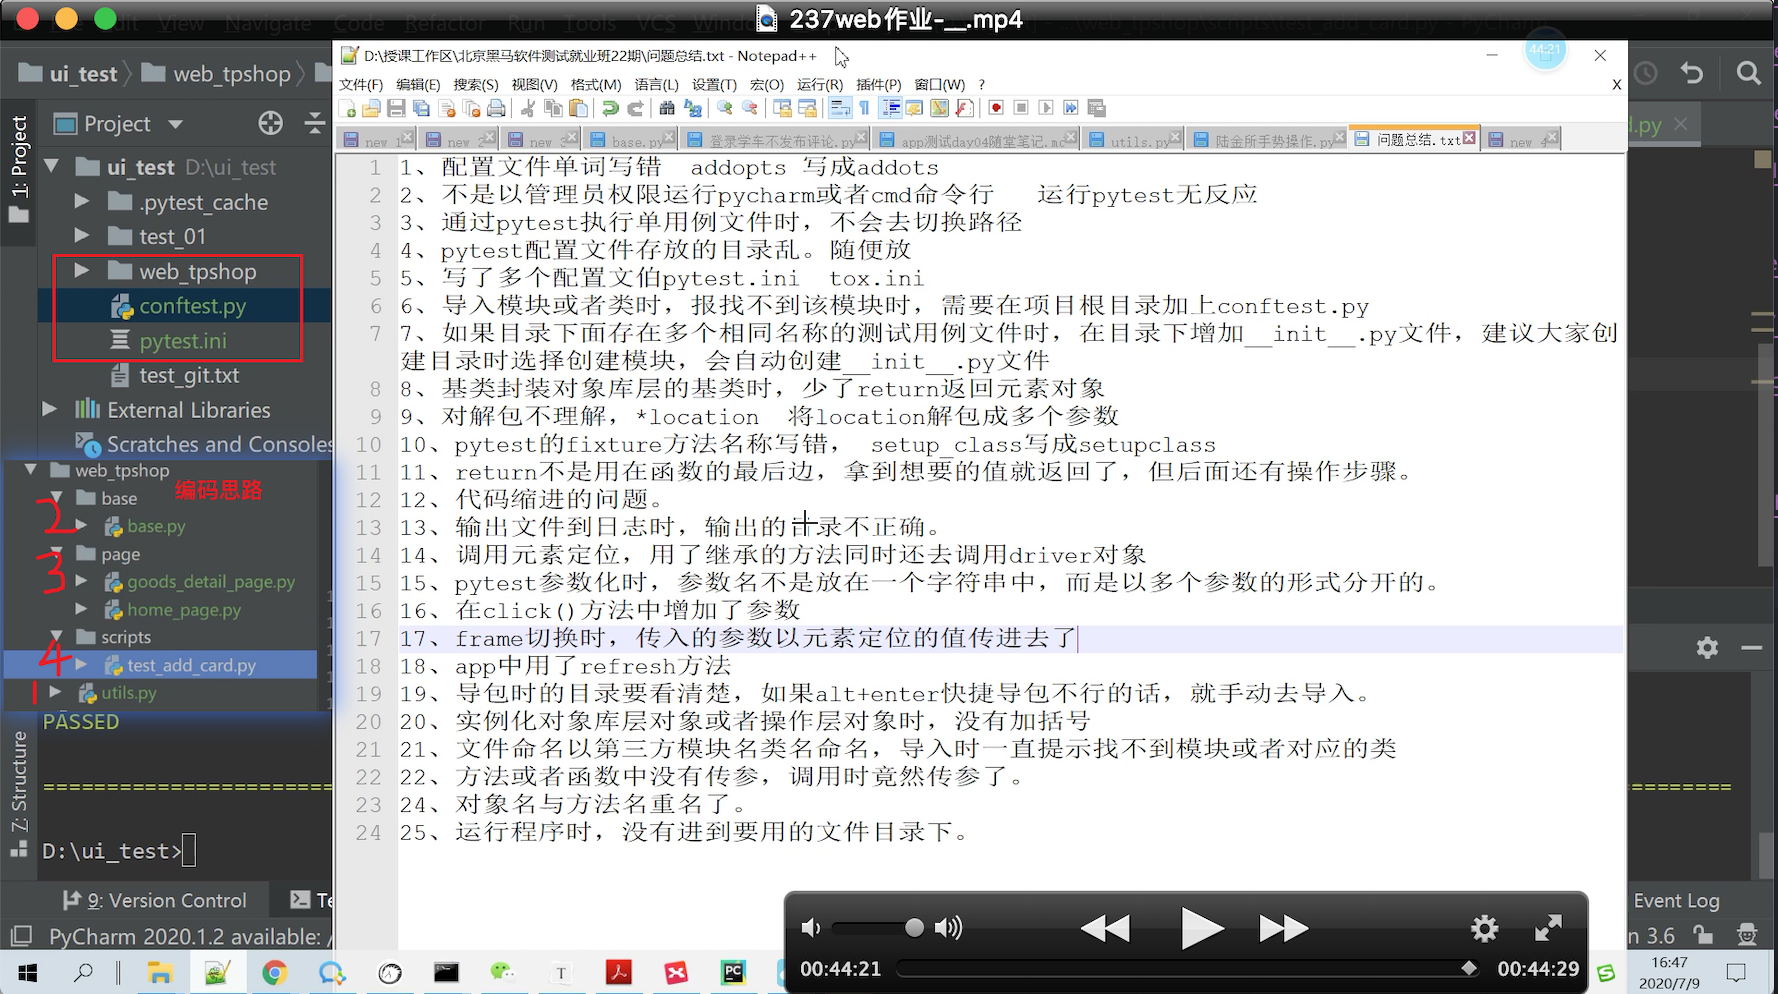 237web作业-__.mp4
D:\授课工作区\北京黑马软件测试就业班22期\问题总结.txt - Notepad++
44:21
文件(F) 编辑(E) 搜索(S) 视图(V) 格式(M) 语言(L) 设置(T) 宏(O) 运行(R) 插件(P) 窗口(W) ? X
new 1 new 2 new 3 base.py 登录学车不发布评论.py app测试day04随堂笔记.md utils.py 陆金所手势操作.py 问题总结.txt new 4
ui_test web_tpshop
1: Project
Project
ui_test D:\ui_test
.pytest_cache
test_01
web_tpshop
conftest.py
pytest.ini
test_git.txt
External Libraries
Scratches and Consoles
web_tpshop
编码思路
base
2 base.py
page
3 goods_detail_page.py
home_page.py
scripts
4 test_add_card.py
1 utils.py
PASSED
Z: Structure
D:\ui_test>
1 1、配置文件单词写错 addopts 写成addots
2 2、不是以管理员权限运行pycharm或者cmd命令行 运行pytest无反应
3 3、通过pytest执行单用例文件时，不会去切换路径
4 4、pytest配置文件存放的目录乱。随便放
5 5、写了多个配置文伯pytest.ini tox.ini
6 6、导入模块或者类时，报找不到该模块时，需要在项目根目录加上conftest.py
7 7、如果目录下面存在多个相同名称的测试用例文件时，在目录下增加__init__.py文件，建议大家创
建目录时选择创建模块，会自动创建__init__.py文件
8 8、基类封装对象库层的基类时，少了return返回元素对象
9 9、对解包不理解，*location 将location解包成多个参数
10 10、pytest的fixture方法名称写错， setup_class写成setupclass
11 11、return不是用在函数的最后边，拿到想要的值就返回了，但后面还有操作步骤。
12 12、代码缩进的问题。
13 13、输出文件到日志时，输出的目录不正确。
14 14、调用元素定位，用了继承的方法同时还去调用driver对象
15 15、pytest参数化时，参数名不是放在一个字符串中，而是以多个参数的形式分开的。
16 16、在click()方法中增加了参数
17 17、frame切换时，传入的参数以元素定位的值传进去了
18 18、app中用了refresh方法
19 19、导包时的目录要看清楚，如果alt+enter快捷导包不行的话，就手动去导入。
20 20、实例化对象库层对象或者操作层对象时，没有加括号
21 21、文件命名以第三方模块名类名命名，导入时一直提示找不到模块或者对应的类
22 22、方法或者函数中没有传参，调用时竟然传参了。
23 24、对象名与方法名重名了。
24 25、运行程序时，没有进到要用的文件目录下。
9: Version Control Te
Event Log
PyCharm 2020.1.2 available:
n 3.6
00:44:21 00:44:29
16:47
2020/7/9